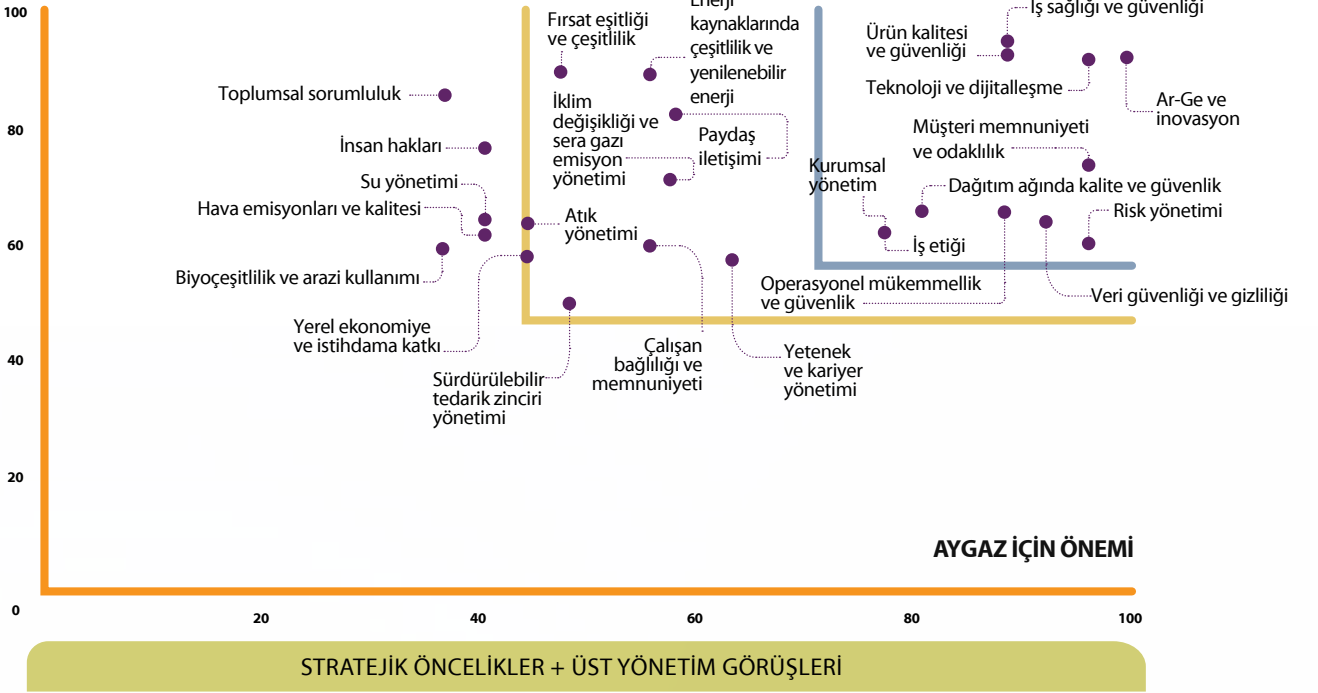 100
80
60
40
20
0
20
40
60
80
100
Fırsat eşitliği
ve çeşitlilik
Enerji
kaynaklarında
çeşitlilik ve
yenilenebilir
enerji
İş sağlığı ve güvenliği
Ürün kalitesi
ve güvenliği
Teknoloji ve dijitalleşme
Ar-Ge ve
inovasyon
Toplumsal sorumluluk
İklim
değişikliği ve
sera gazı
emisyon
yönetimi
Paydaş
iletişimi
Müşteri memnuniyeti
ve odaklılık
İnsan hakları
Kurumsal
yönetim
Su yönetimi
Dağıtım ağında kalite ve güvenlik
Hava emisyonları ve kalitesi
Atık
yönetimi
Risk yönetimi
İş etiği
Biyoçeşitlilik ve arazi kullanımı
Operasyonel mükemmellik
ve güvenlik
Veri güvenliği ve gizliliği
Yerel ekonomiye
ve istihdama katkı
Çalışan
bağlılığı ve
memnuniyeti
Yetenek
ve kariyer
yönetimi
Sürdürülebilir
tedarik zinciri
yönetimi
AYGAZ İÇİN ÖNEMİ
STRATEJİK ÖNCELİKLER + ÜST YÖNETİM GÖRÜŞLERİ